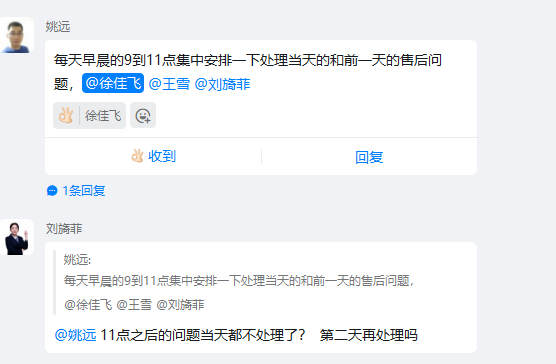 姚远
每天早晨的9到11点集中安排一下处理当天的和前一天的售后问
题，@徐佳飞 @王雪 @刘旖菲
徐佳飞
收到 回复
1条回复
刘旖菲
姚远:
每天早晨的9到11点集中安排一下处理当天的和前一天的售后问题，
@徐佳飞 @王雪 @刘旖菲
@姚远 11点之后的问题当天都不处理了？ 第二天再处理吗